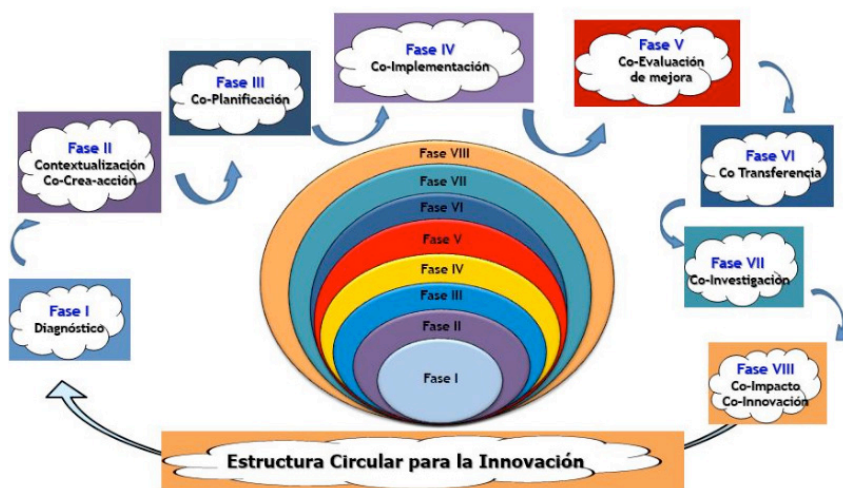 Fase I
Diagnóstico
Fase II
Contextualización
Co-Crea-acción
Fase III
Co-Planificación
Fase IV
Co-Implementación
Fase V
Co-Evaluación
de mejora
Fase VI
Co Transferencia
Fase VII
Co-Investigación
Fase VIII
Co-Impacto
Co-Innovación
Fase VIII
Fase VII
Fase VI
Fase V
Fase IV
Fase III
Fase II
Fase I
Estructura Circular para la Innovación